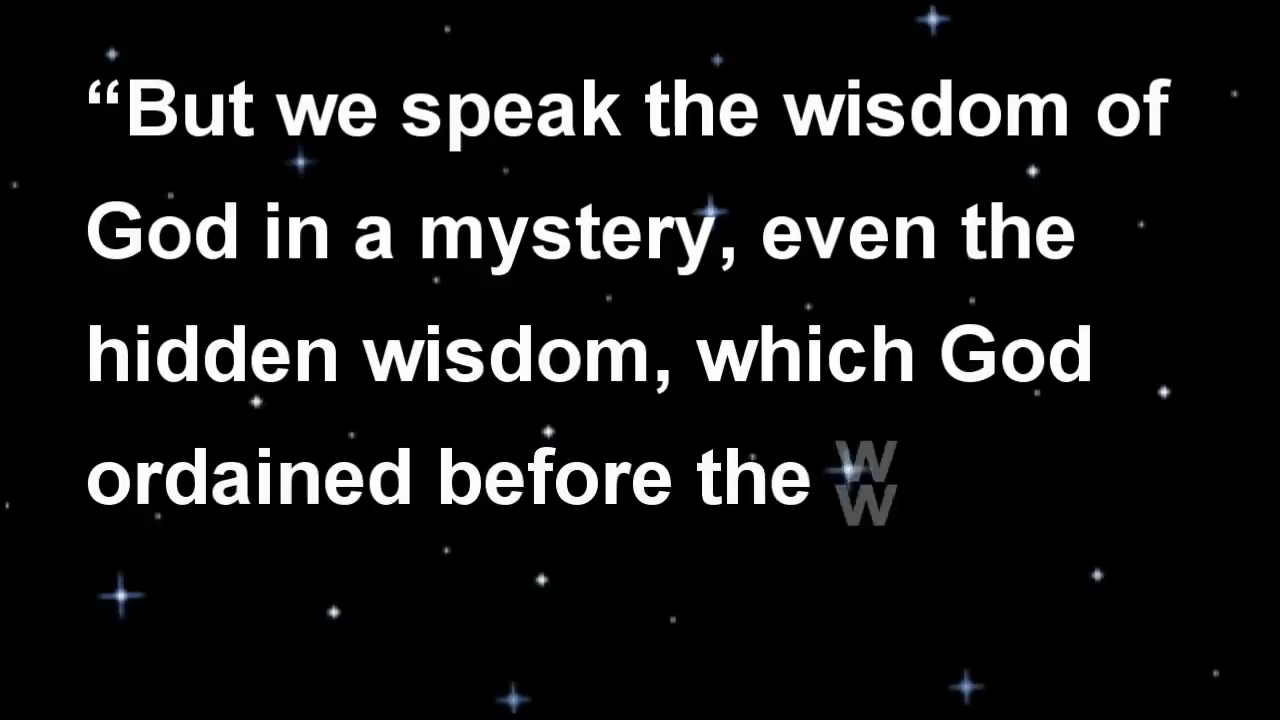 “But we speak the wisdom of
God in a mystery, even the
hidden wisdom, which God
ordained before the w